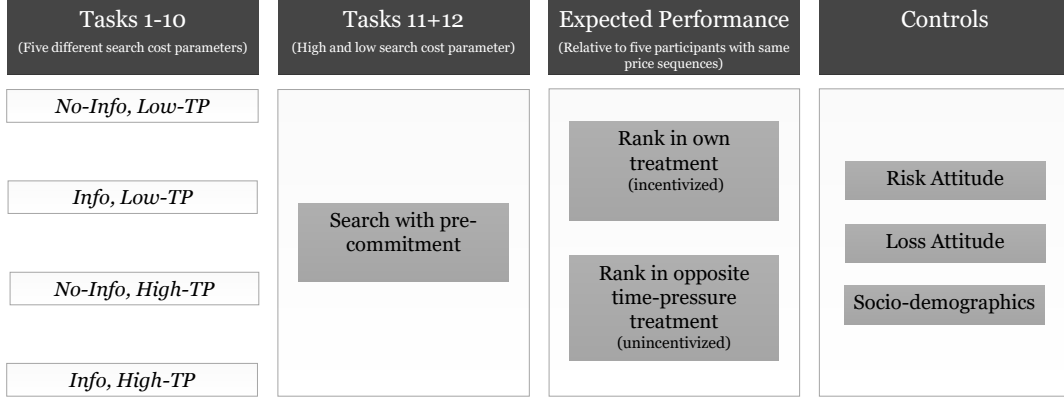 Tasks 1-10
(Five different search cost parameters)
No-Info, Low-TP
Info, Low-TP
No-Info, High-TP
Info, High-TP
Tasks 11+12
(High and low search cost parameter)
Search with pre-
commitment
Expected Performance
(Relative to five participants with same
price sequences)
Rank in own
treatment
(incentivized)
Rank in opposite
time-pressure
treatment
(unincentivized)
Controls
Risk Attitude
Loss Attitude
Socio-demographics